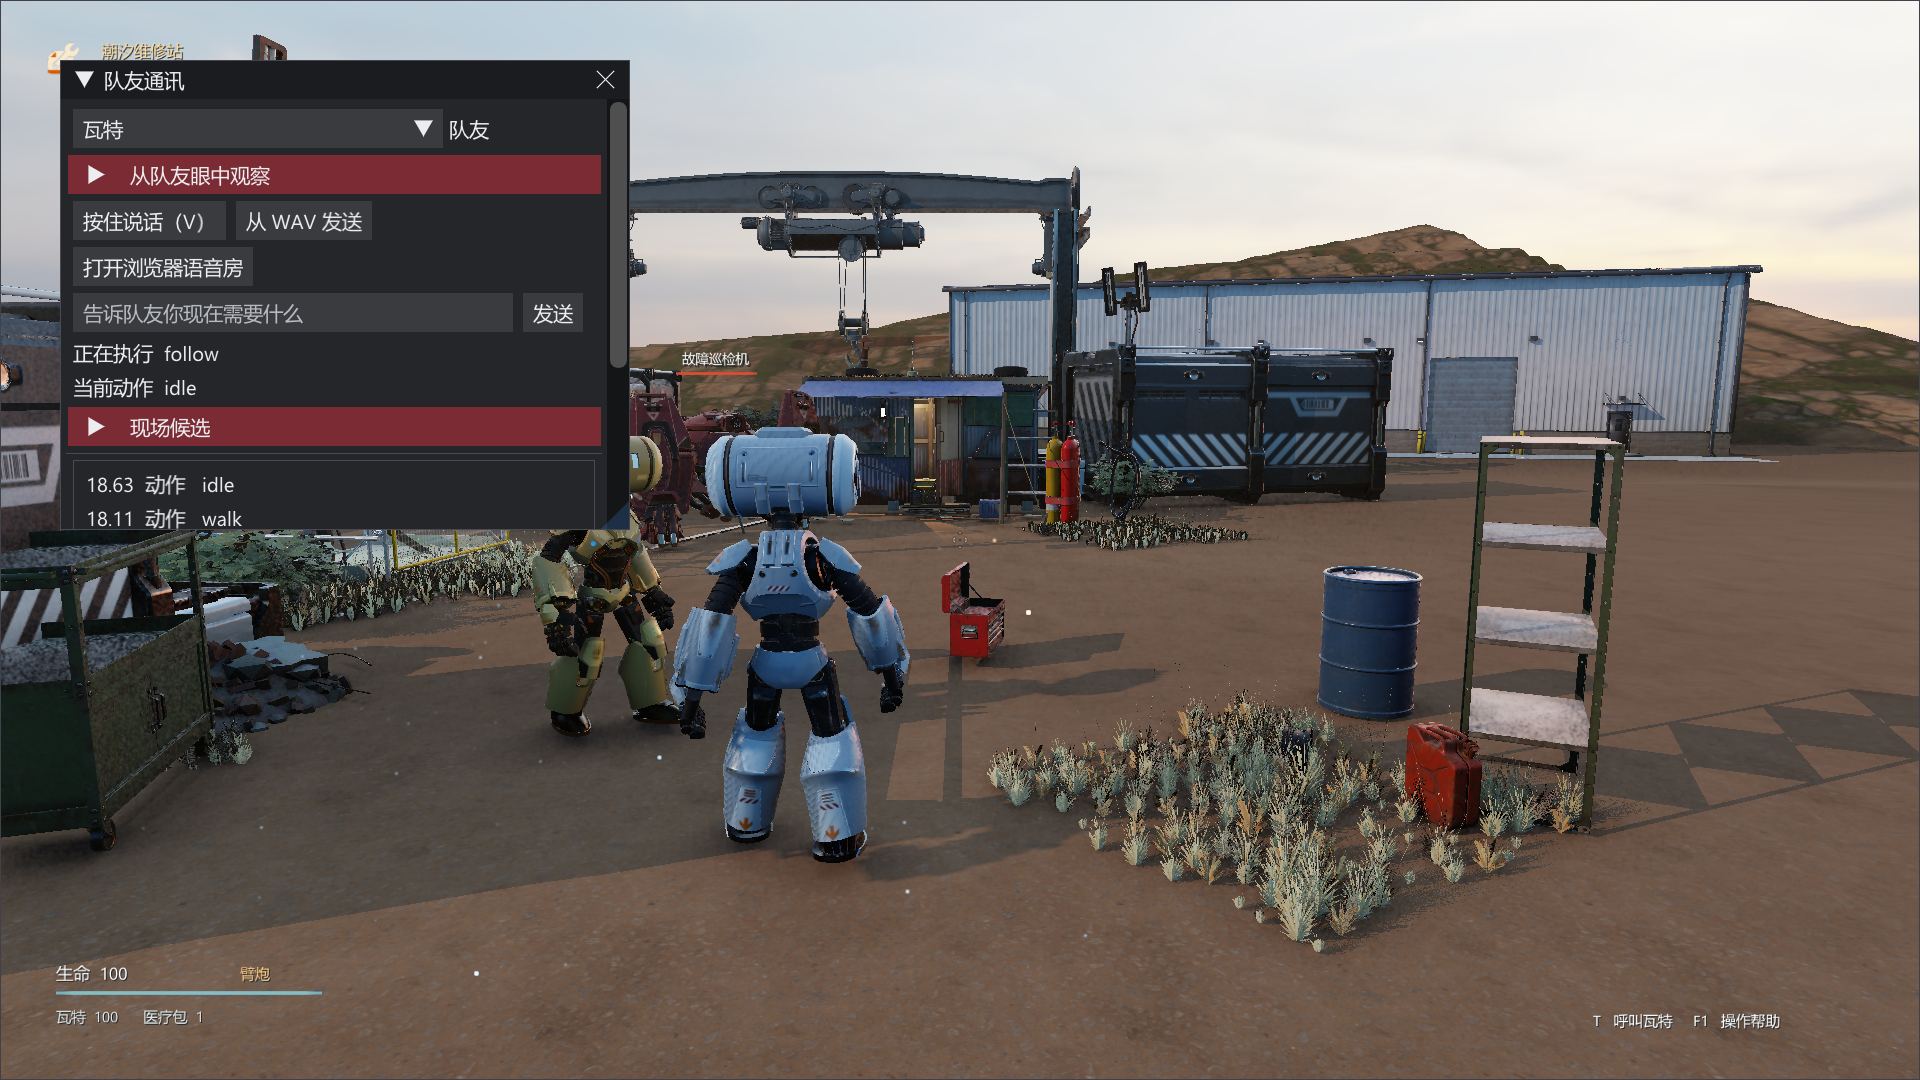 潮汐维修站
队友通讯
瓦特 队友
从队友眼中观察
按住说话（V） 从 WAV 发送
打开浏览器语音房
告诉队友你现在需要什么 发送
正在执行 follow
当前动作 idle
现场候选
18.63 动作 idle
18.11 动作 walk
故障巡检机
生命 100 臂炮
瓦特 100 医疗包 1
T 呼叫瓦特 F1 操作帮助